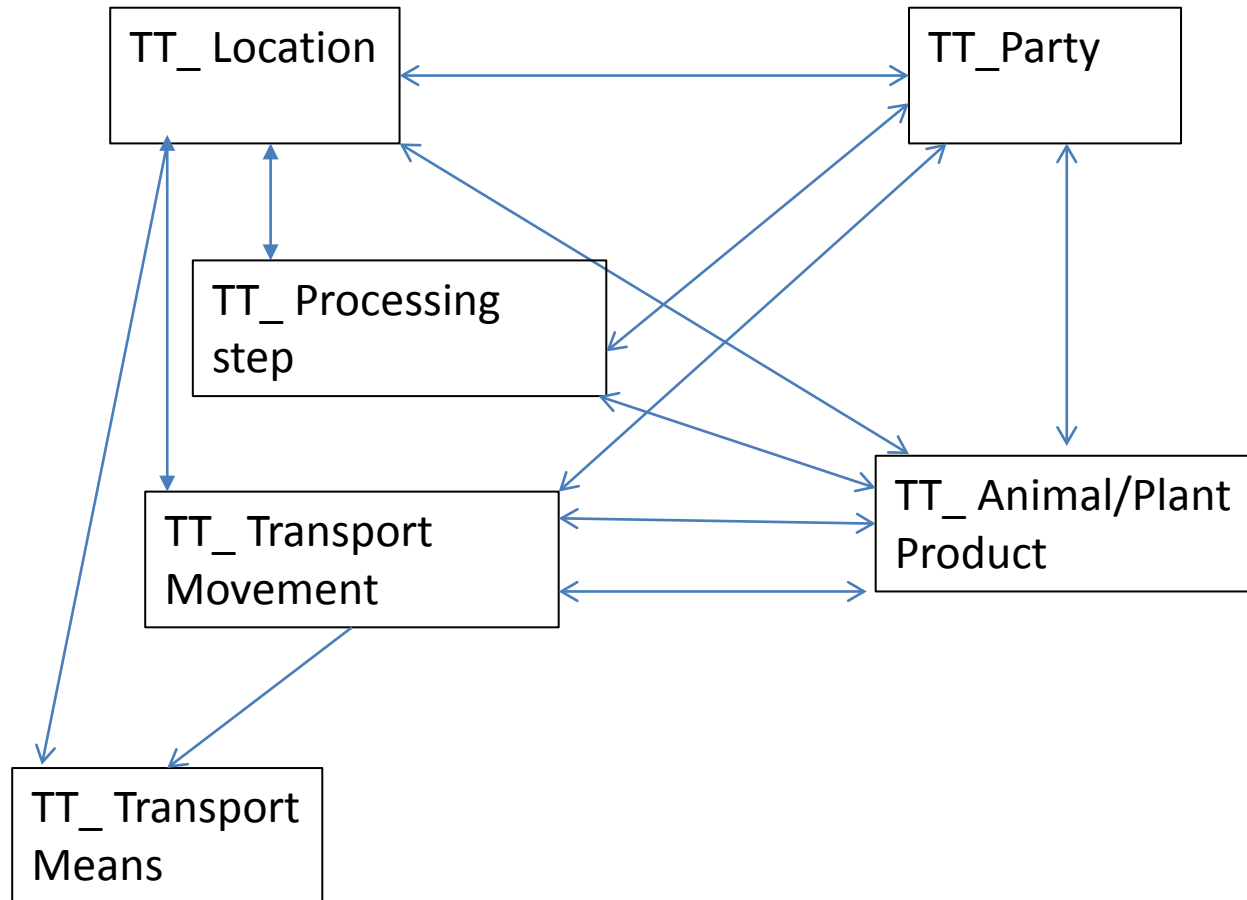 TT_ Location
TT_Party
TT_ Processing
step
TT_ Transport
Movement
TT_ Animal/Plant
Product
TT_ Transport
Means